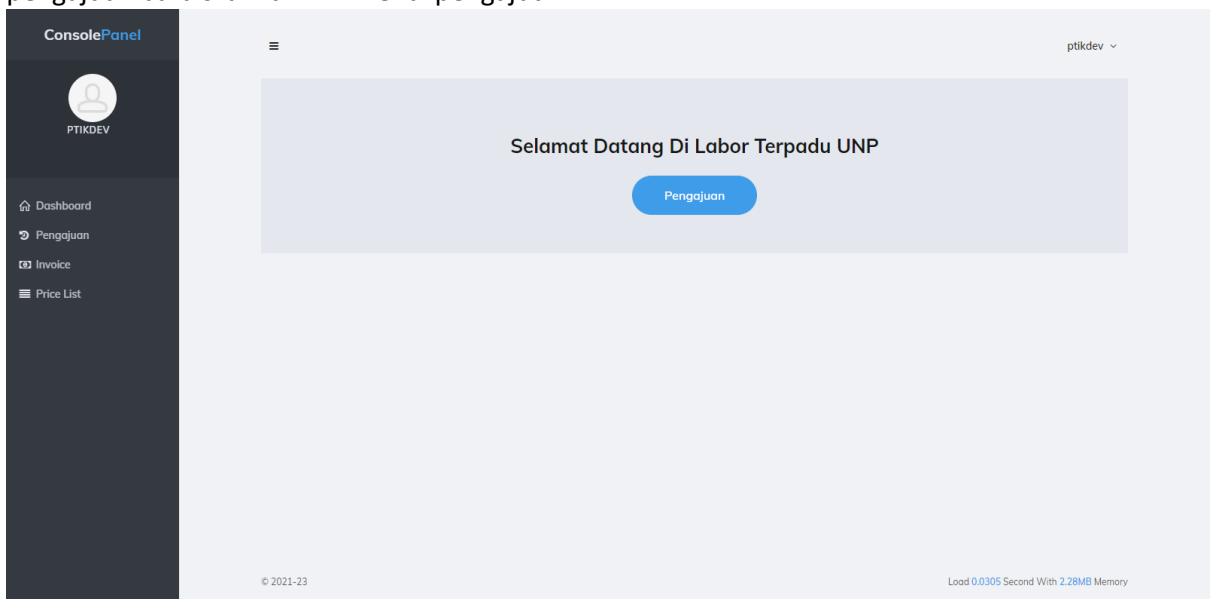 ConsolePanel
ptikdev
PTIKDEV
Selamat Datang Di Labor Terpadu UNP
Pengajuan
Dashboard
Pengajuan
Invoice
Price List
© 2021-23
Load 0.0305 Second With 2.28MB Memory